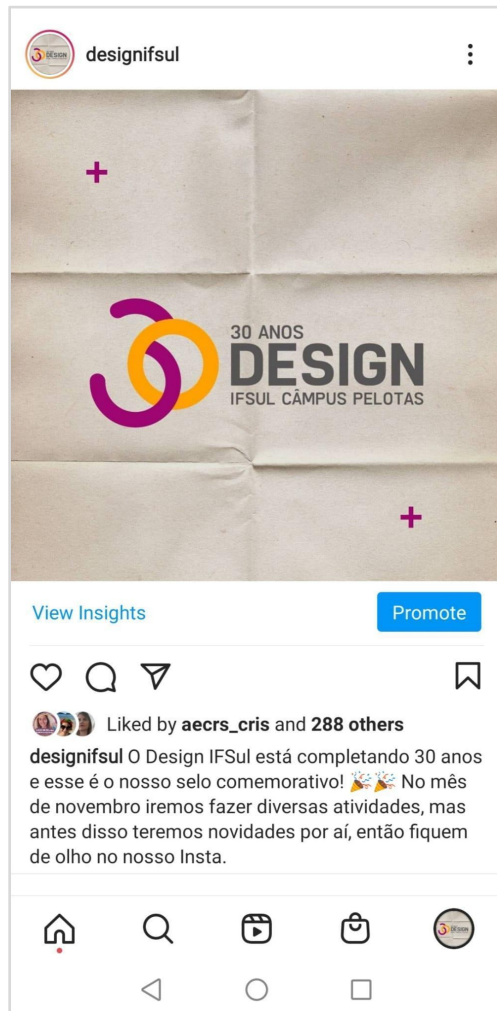 designifsul
30 ANOS
DESIGN
IFSUL CÂMPUS PELOTAS
View Insights
Promote
Liked by aecrs_cris and 288 others
designifsul O Design IFSul está completando 30 anos
e esse é o nosso selo comemorativo! 🎉🎉 No mês
de novembro iremos fazer diversas atividades, mas
antes disso teremos novidades por aí, então fiquem
de olho no nosso Insta.